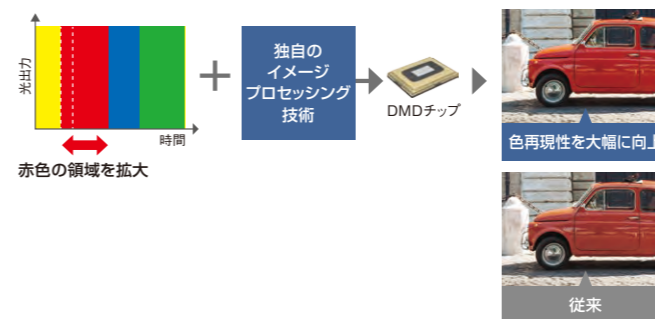 光出力
時間
赤色の領域を拡大
＋
独自の
イメージ
プロセッシング
技術
DMDチップ
色再現性を大幅に向
従来